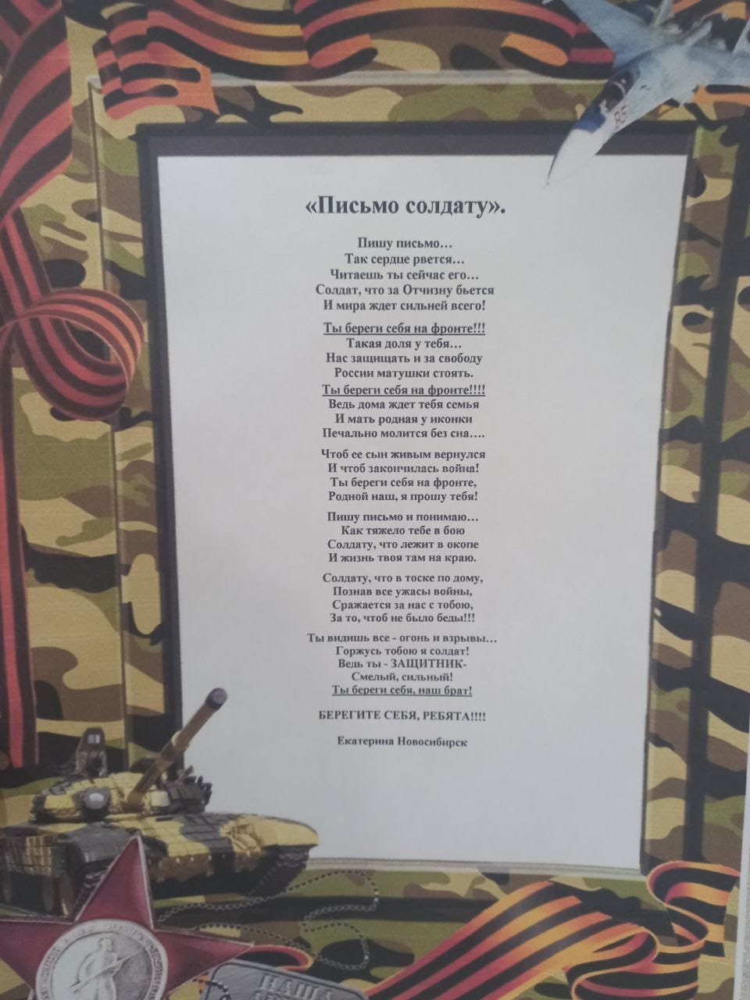 «Письмо солдату».
Пишу письмо…
Так сердце рвется…
Читаешь ты сейчас его…
Солдат, что за Отчизну бьется
И мира ждет сильней всего!
Ты береги себя на фронте!!!
Такая доля у тебя…
Нас защищать и за свободу
России матушки стоять.
Ты береги себя на фронте!!!!
Ведь дома ждет тебя семья
И мать родная у иконки
Печально молится без сна….
Чтоб ее сын живым вернулся
И чтоб закончилась война!
Ты береги себя на фронте,
Родной наш, я прошу тебя!
Пишу письмо и понимаю…
Как тяжело тебе в бою
Солдату, что лежит в окопе
И жизнь твоя там на краю.
Солдату, что в тоске по дому,
Познав все ужасы войны,
Сражается за нас с тобою,
За то, чтоб не было беды!!!
Ты видишь все - огонь и взрывы…
Горжусь тобою я солдат!
Ведь ты - ЗАЩИТНИК-
Смелый, сильный!
Ты береги себя, наш брат!
БЕРЕГИТЕ СЕБЯ, РЕБЯТА!!!!
Екатерина Новосибирск
НАША